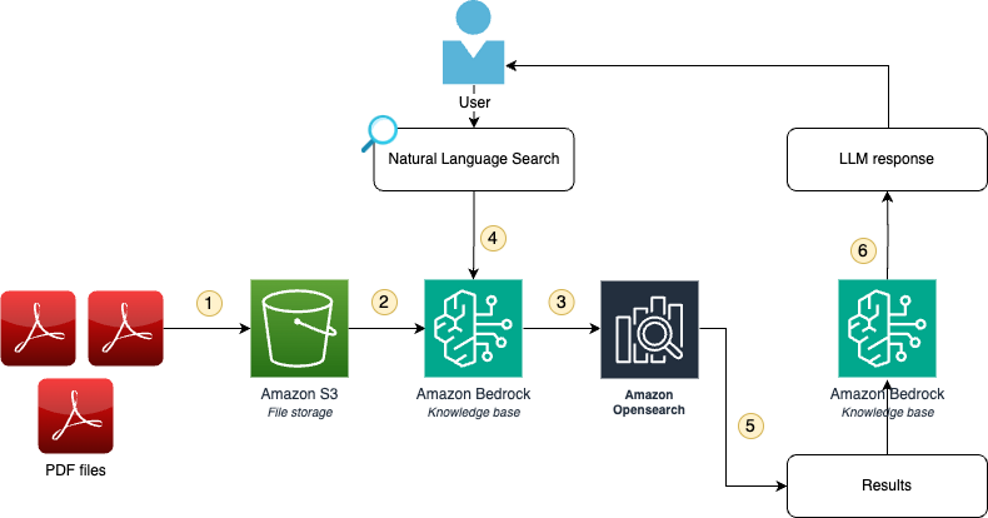 User
Natural Language Search
LLM response
4
6
1
2
3
Amazon S3
File storage
Amazon Bedrock
Knowledge base
Amazon
Opensearch
Amazon Bedrock
Knowledge base
5
PDF files
Results